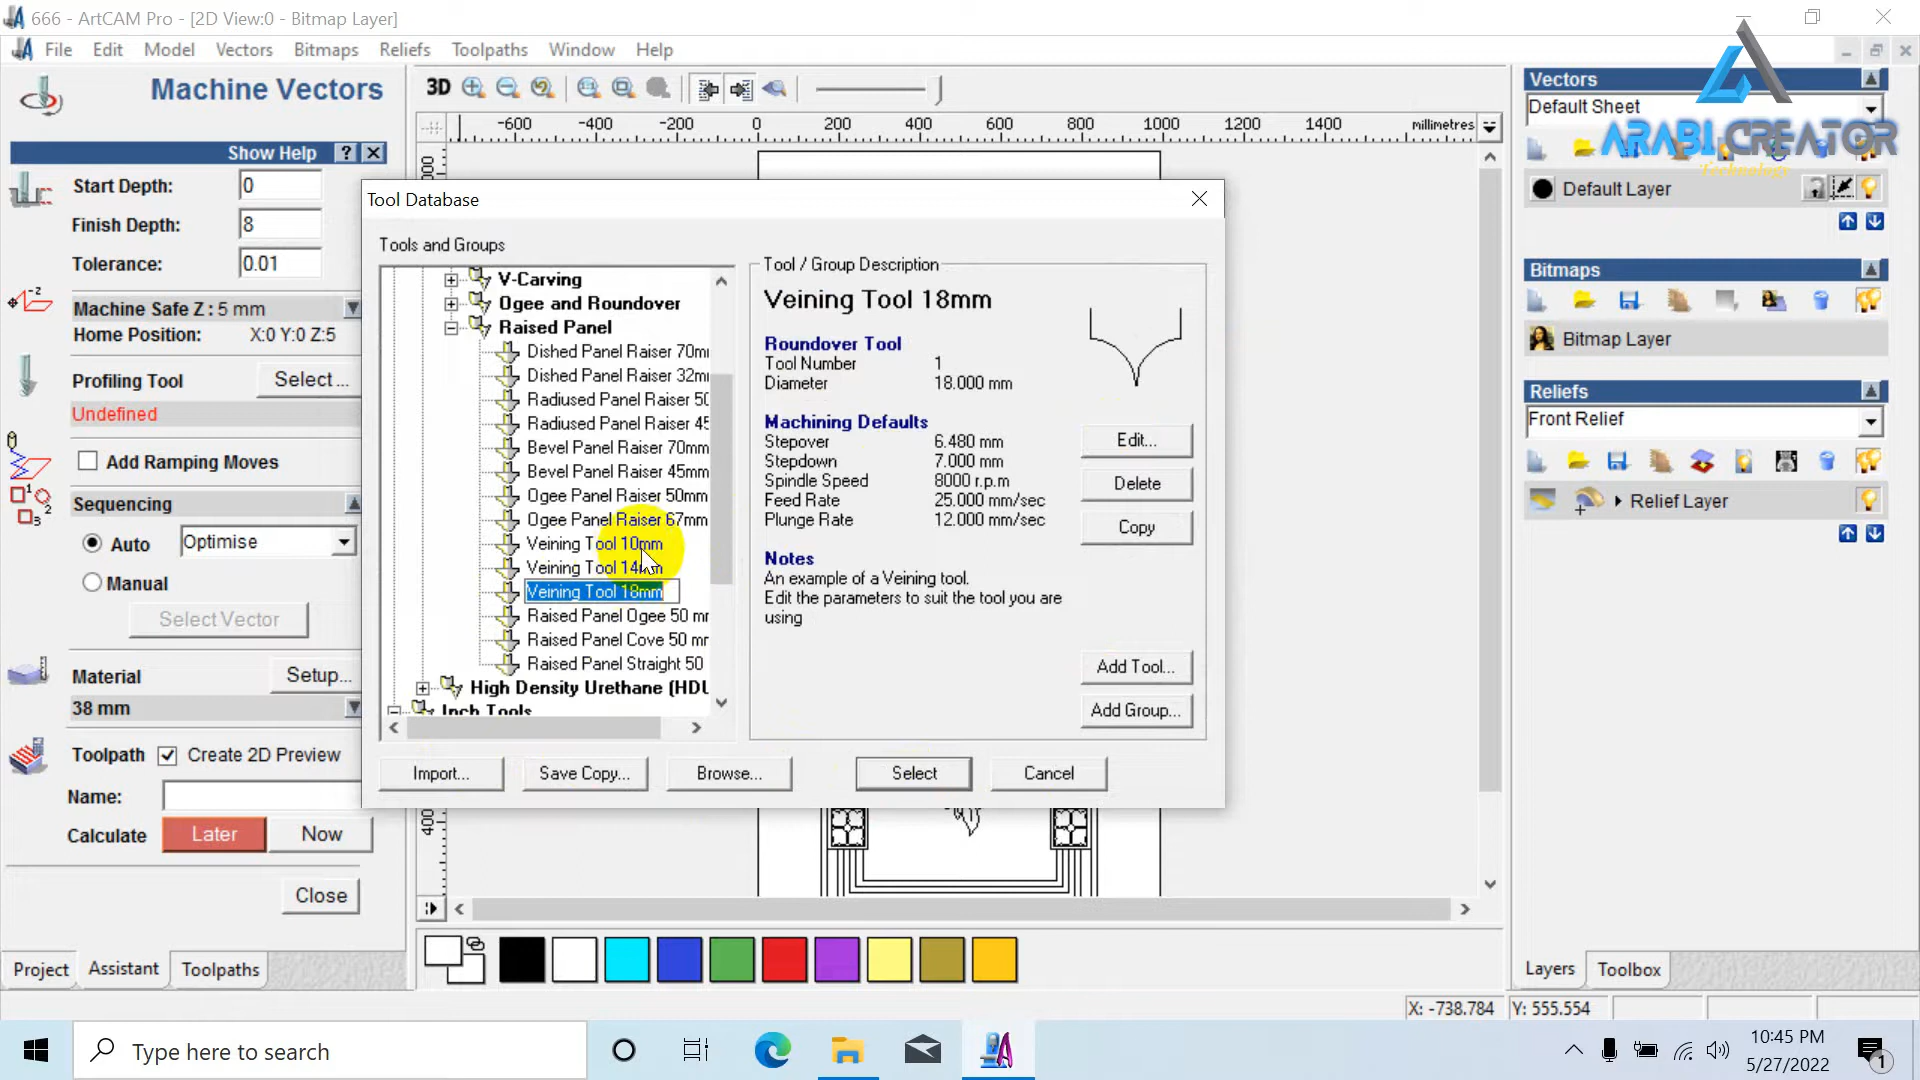 666 - ArtCAM Pro - [2D View:0 - Bitmap Layer]
File Edit Model Vectors Bitmaps Reliefs Toolpaths Window Help
Machine Vectors
Show Help ?
Start Depth: 0
Finish Depth: 8
Tolerance: 0.01
Machine Safe Z : 5 mm
Home Position: X:0 Y:0 Z:5
Profiling Tool Select ...
Undefined
Add Ramping Moves
Sequencing
Auto Optimise
Manual
Select Vector
Material Setup...
38 mm
Toolpath Create 2D Preview
Name:
Calculate Later Now
Close
Project Assistant Toolpaths
3D
-600 -400 -200 0 200 400 600 800 1000 1200 1400 millimetres
400
Tool Database
Tools and Groups
V-Carving
Ogee and Roundover
Raised Panel
Dished Panel Raiser 70m
Dished Panel Raiser 32m
Radiused Panel Raiser 50
Radiused Panel Raiser 45
Bevel Panel Raiser 70mm
Bevel Panel Raiser 45mm
Ogee Panel Raiser 50mm
Ogee Panel Raiser 67mm
Veining Tool 10mm
Veining Tool 14mm
Veining Tool 18mm
Raised Panel Ogee 50 mm
Raised Panel Cove 50 mm
Raised Panel Straight 50
High Density Urethane (HDU
Inch Tools
Tool / Group Description
Veining Tool 18mm
Roundover Tool
Tool Number 1
Diameter 18.000 mm
Machining Defaults
Stepover 6.480 mm
Stepdown 7.000 mm
Spindle Speed 8000 r.p.m
Feed Rate 25.000 mm/sec
Plunge Rate 12.000 mm/sec
Notes
An example of a Veining tool.
Edit the parameters to suit the tool you are
using
Edit...
Delete
Copy
Add Tool...
Add Group...
Import... Save Copy... Browse... Select Cancel
Vectors
Default Sheet
ARABI CREATOR
Technology
Default Layer
Bitmaps
Bitmap Layer
Reliefs
Front Relief
Relief Layer
Layers Toolbox
X: -738.784 Y: 555.554
Type here to search
10:45 PM
5/27/2022
1